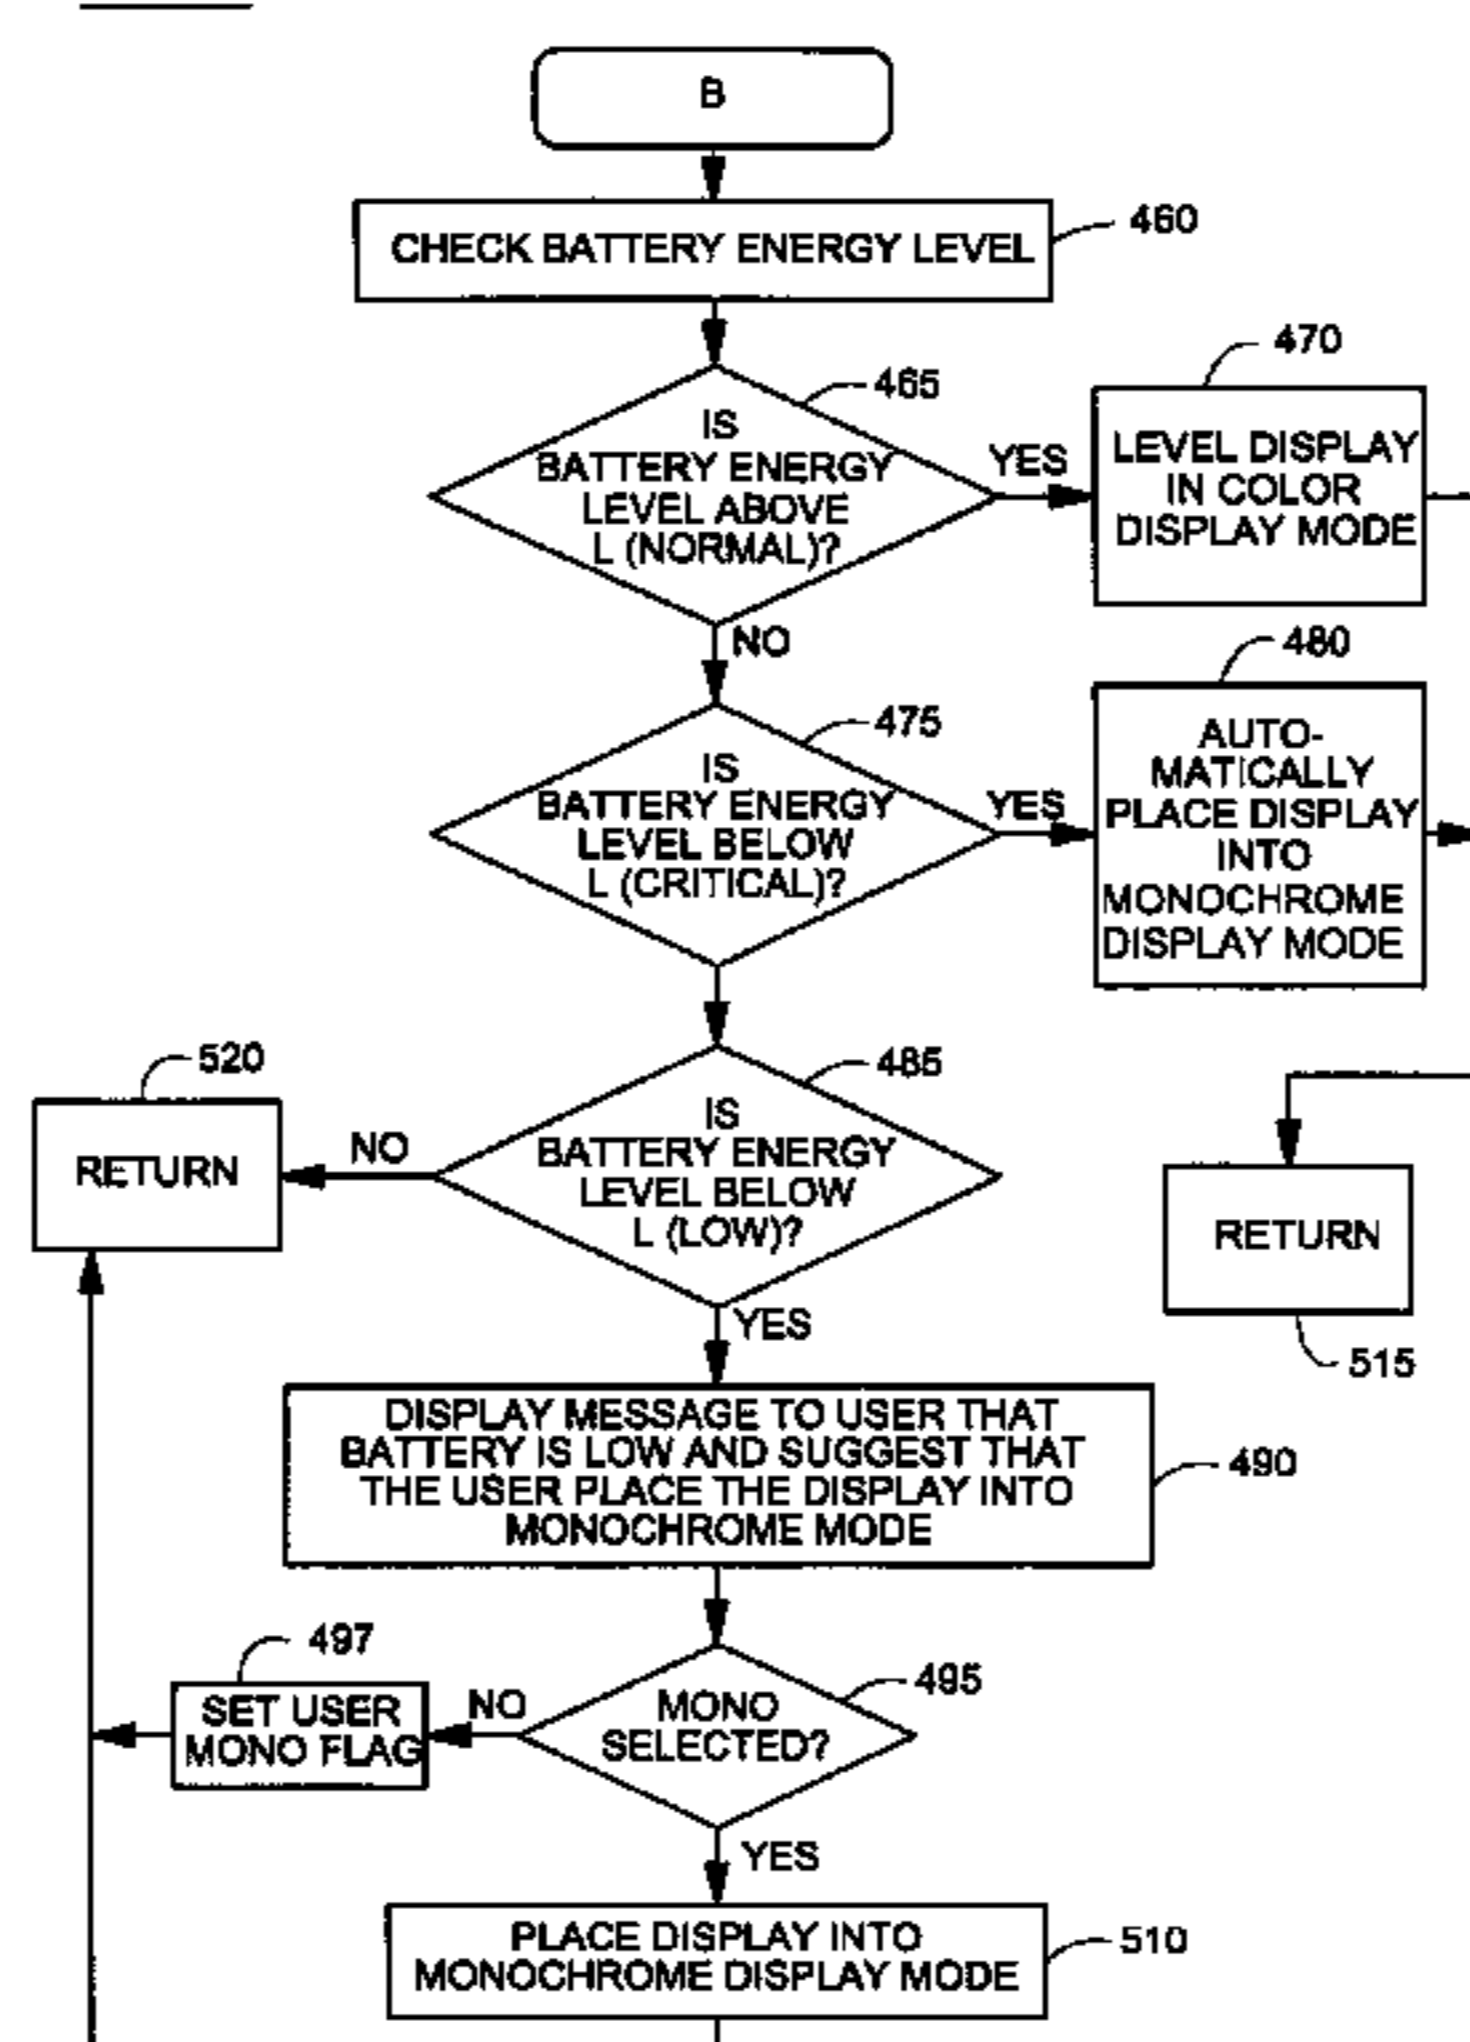 B
CHECK BATTERY ENERGY LEVEL
460
465
IS
BATTERY ENERGY
LEVEL ABOVE
L (NORMAL)?
YES
470
LEVEL DISPLAY
IN COLOR
DISPLAY MODE
NO
475
IS
BATTERY ENERGY
LEVEL BELOW
L (CRITICAL)?
YES
480
AUTO-
MATICALLY
PLACE DISPLAY
INTO
MONOCHROME
DISPLAY MODE
485
IS
BATTERY ENERGY
LEVEL BELOW
L (LOW)?
NO
520
RETURN
RETURN
515
YES
DISPLAY MESSAGE TO USER THAT
BATTERY IS LOW AND SUGGEST THAT
THE USER PLACE THE DISPLAY INTO
MONOCHROME MODE
490
495
MONO
SELECTED?
NO
497
SET USER
MONO FLAG
YES
PLACE DISPLAY INTO
MONOCHROME DISPLAY MODE
510